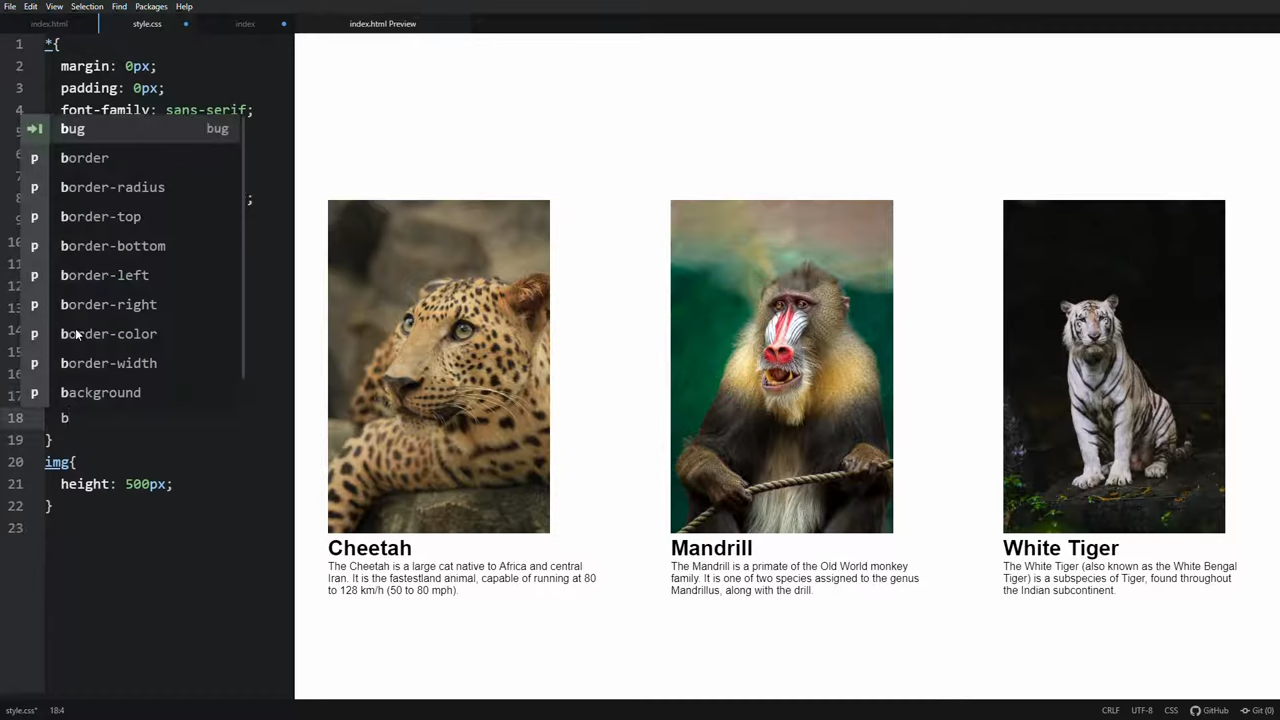 File Edit View Selection Find Packages Help
index.html style.css index index.html Preview
1 *{
2 margin: 0px;
3 padding: 0px;
4 font-family: sans-serif;
bug bug
p border
p border-radius
p border-top
p border-bottom
p border-left
p border-right
p border-color
p border-width
p background
18 b
19 }
20 img{
21 height: 500px;
22 }
23
Cheetah
The Cheetah is a large cat native to Africa and central
Iran. It is the fastestland animal, capable of running at 80
to 128 km/h (50 to 80 mph).
Mandrill
The Mandrill is a primate of the Old World monkey
family. It is one of two species assigned to the genus
Mandrillus, along with the drill.
White Tiger
The White Tiger (also known as the White Bengal
Tiger) is a subspecies of Tiger, found throughout
the Indian subcontinent.
style.css* 18:4 CRLF UTF-8 CSS GitHub Git (0)